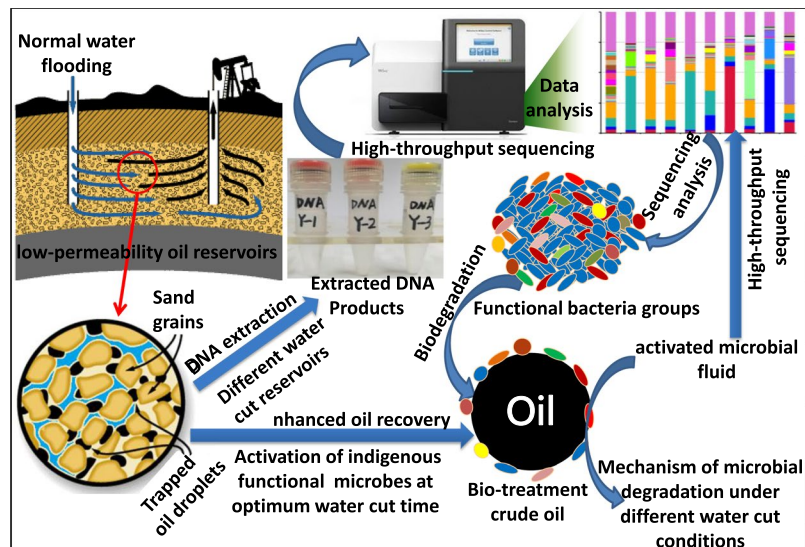 Normal water
flooding
low-permeability oil reservoirs
High-throughput sequencing
Data
analysis
DNA
Y-1
DNA
Y-2
DNA
Y-3
Extracted DNA
Products
Sequencing
analysis
High-throughput
sequencing
Functional bacteria groups
Biodegradation
Sand
grains
DNA extraction
Different water
cut reservoirs
activated microbial
fluid
Oil
nhanced oil recovery
Activation of indigenous
functional microbes at
optimum water cut time
Trapped
oil droplets
Bio-treatment
crude oil
Mechanism of microbial
degradation under
different water cut
conditions